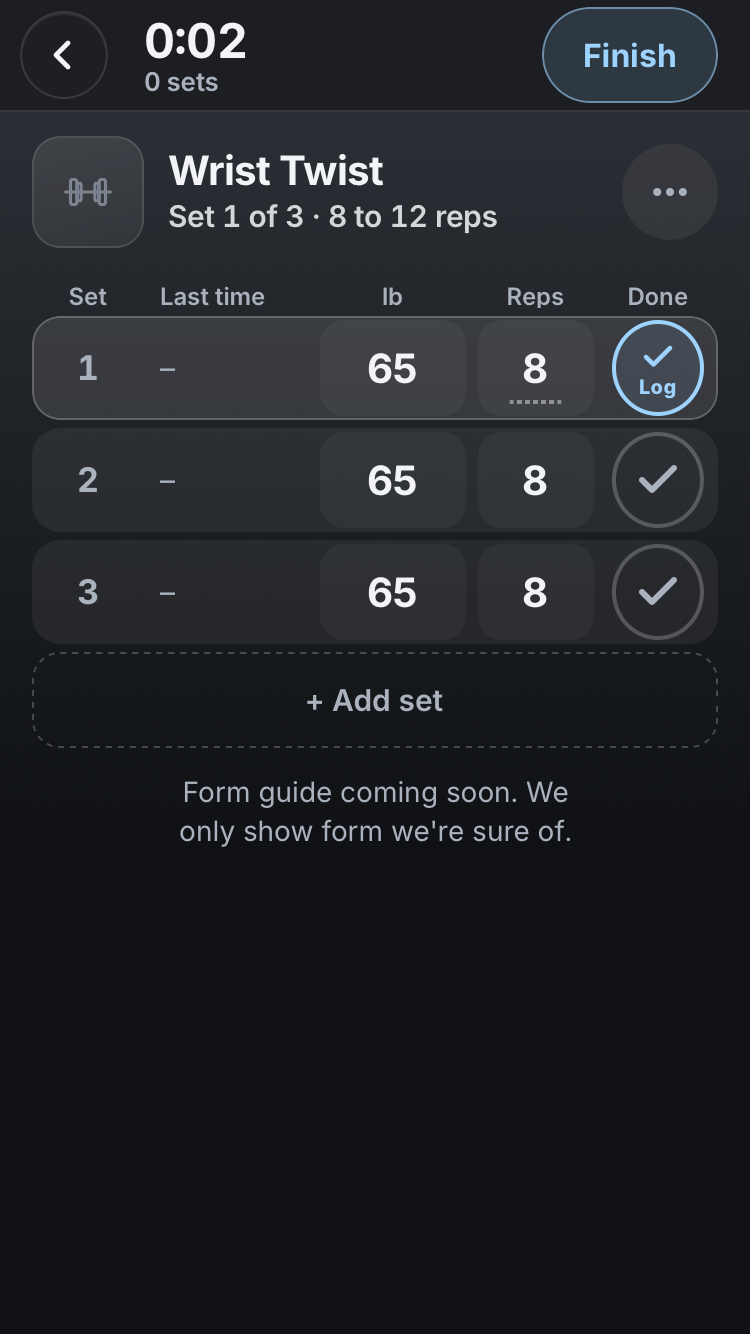 0:02
0 sets
Finish
Wrist Twist
Set 1 of 3 · 8 to 12 reps
Set Last time lb Reps Done
1 – 65 8 Log
2 – 65 8
3 – 65 8
+ Add set
Form guide coming soon. We
only show form we're sure of.